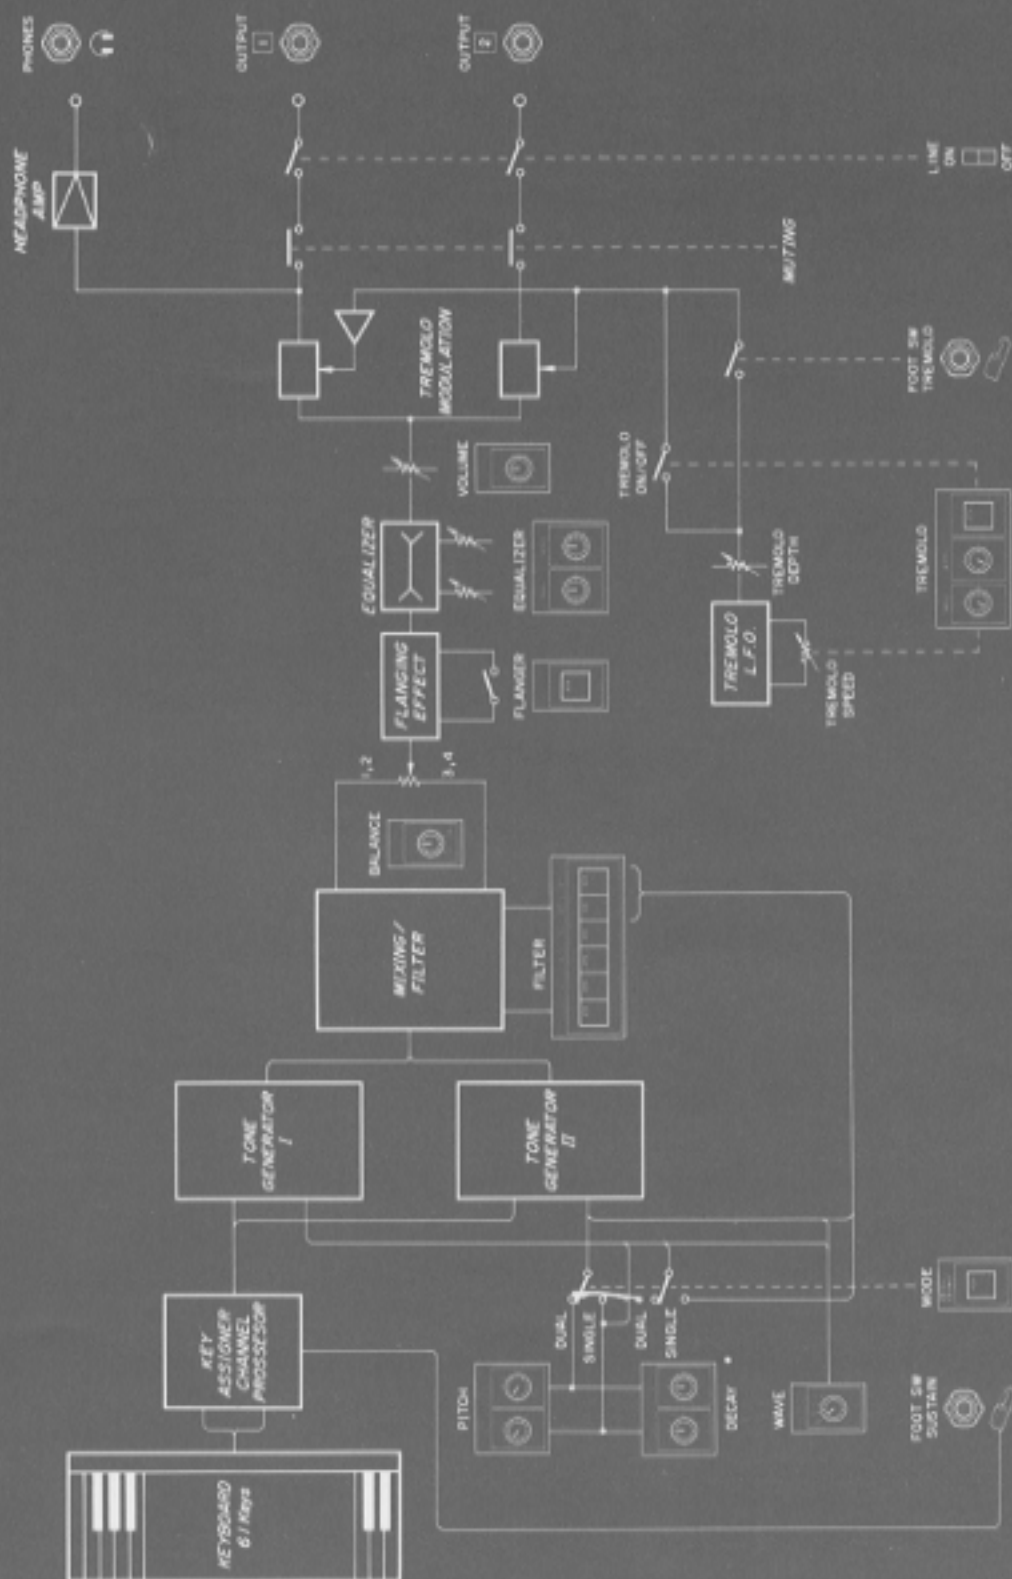 PHONES
OUTPUT
1
OUTPUT
2
HEADPHONE
AMP
LINE
ON
OFF
MUTING
TREMOLO
MODULATION
FOOT SW
TREMOLO
VOLUME
TREMOLO
ON/OFF
EQUALIZER
EQUALIZER
TREMOLO
DEPTH
TREMOLO
FLANGING
EFFECT
FLANGER
TREMOLO
L.F.O.
TREMOLO
SPEED
1,2
3,4
BALANCE
MIXING/
FILTER
FILTER
TONE
GENERATOR
I
TONE
GENERATOR
II
KEY
ASSIGNER
CHANNEL
PROSSESOR
DUAL
SINGLE
DUAL
SINGLE
MODE
PITCH
DECAY *
WAVE
FOOT SW
SUSTAIN
KEYBOARD
61 Keys